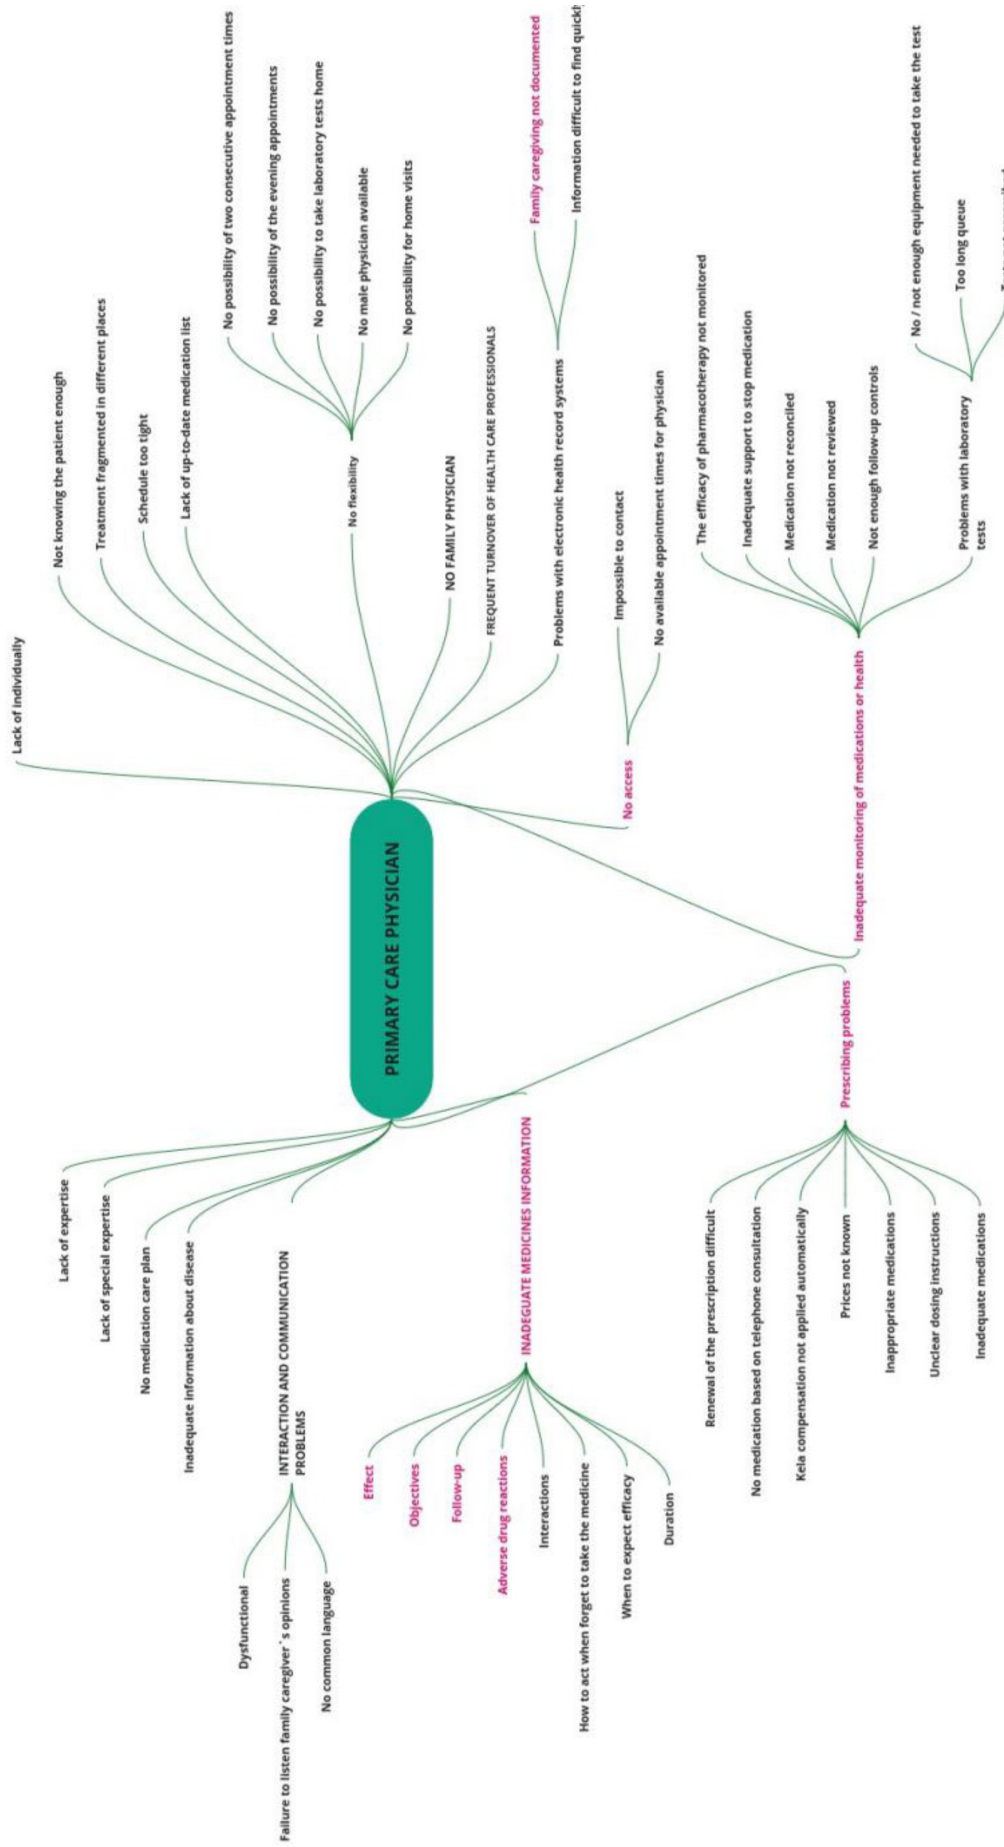 PRIMARY CARE PHYSICIAN
Lack of individually
Not knowing the patient enough
Treatment fragmented in different places
Schedule too tight
Lack of up-to-date medication list
No flexibility
No possibility of two consecutive appointment times
No possibility of the evening appointments
No possibility to take laboratory tests home
No male physician available
No possibility for home visits
NO FAMILY PHYSICIAN
FREQUENT TURNOVER OF HEALTH CARE PROFESSIONALS
Problems with electronic health record systems
Family caregiving not documented
Information difficult to find quickly
No access
Impossible to contact
No available appointment times for physician
Inadequate monitoring of medications or health
The efficacy of pharmacotherapy not monitored
Inadequate support to stop medication
Medication not reconciled
Medication not reviewed
Not enough follow-up controls
Problems with laboratory
tests
No / not enough equipment needed to take the test
Too long queue
Lack of expertise
Lack of special expertise
No medication care plan
Inadequate information about disease
INTERACTION AND COMMUNICATION
PROBLEMS
Dysfunctional
Failure to listen family caregiver`s opinions
No common language
INADEGUATE MEDICINES INFORMATION
Effect
Objectives
Follow-up
Adverse drug reactions
Interactions
How to act when forget to take the medicine
When to expect efficacy
Duration
Prescribing problems
Renewal of the prescription difficult
No medication based on telephone consultation
Kela compensation not applied automatically
Prices not known
Inappropriate medications
Unclear dosing instructions
Inadequate medications